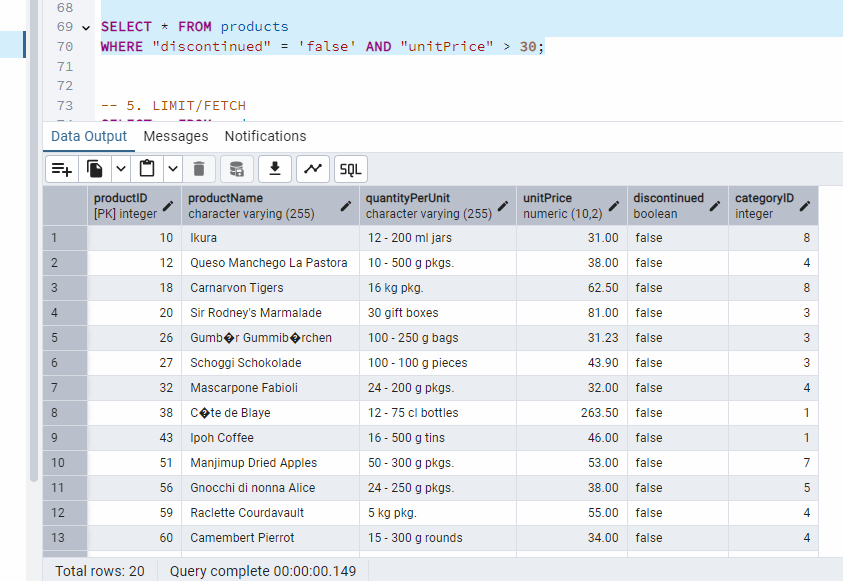 68
69 SELECT * FROM products
70 WHERE "discontinued" = 'false' AND "unitPrice" > 30;
71
72
73 -- 5. LIMIT/FETCH
Data Output Messages Notifications
SQL
productID productName quantityPerUnit unitPrice discontinued categoryID
[PK] integer character varying (255) character varying (255) numeric (10,2) boolean integer
1 10 Ikura 12 - 200 ml jars 31.00 false 8
2 12 Queso Manchego La Pastora 10 - 500 g pkgs. 38.00 false 4
3 18 Carnarvon Tigers 16 kg pkg. 62.50 false 8
4 20 Sir Rodney's Marmalade 30 gift boxes 81.00 false 3
5 26 Gumb�r Gummib�rchen 100 - 250 g bags 31.23 false 3
6 27 Schoggi Schokolade 100 - 100 g pieces 43.90 false 3
7 32 Mascarpone Fabioli 24 - 200 g pkgs. 32.00 false 4
8 38 C�te de Blaye 12 - 75 cl bottles 263.50 false 1
9 43 Ipoh Coffee 16 - 500 g tins 46.00 false 1
10 51 Manjimup Dried Apples 50 - 300 g pkgs. 53.00 false 7
11 56 Gnocchi di nonna Alice 24 - 250 g pkgs. 38.00 false 5
12 59 Raclette Courdavault 5 kg pkg. 55.00 false 4
13 60 Camembert Pierrot 15 - 300 g rounds 34.00 false 4
Total rows: 20 Query complete 00:00:00.149